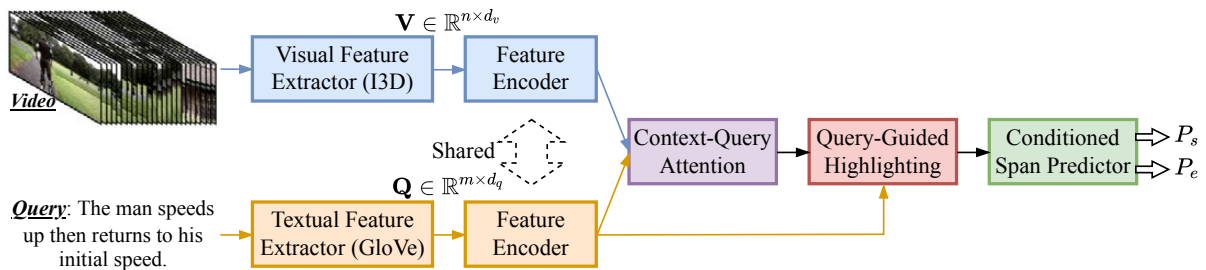 Video
Visual Feature
Extractor (I3D)
V ∈ ℝ^{n×d_v}
Feature
Encoder
Shared
Query: The man speeds
up then returns to his
initial speed.
Textual Feature
Extractor (GloVe)
Q ∈ ℝ^{m×d_q}
Feature
Encoder
Context-Query
Attention
Query-Guided
Highlighting
Conditioned
Span Predictor
P_s
P_e